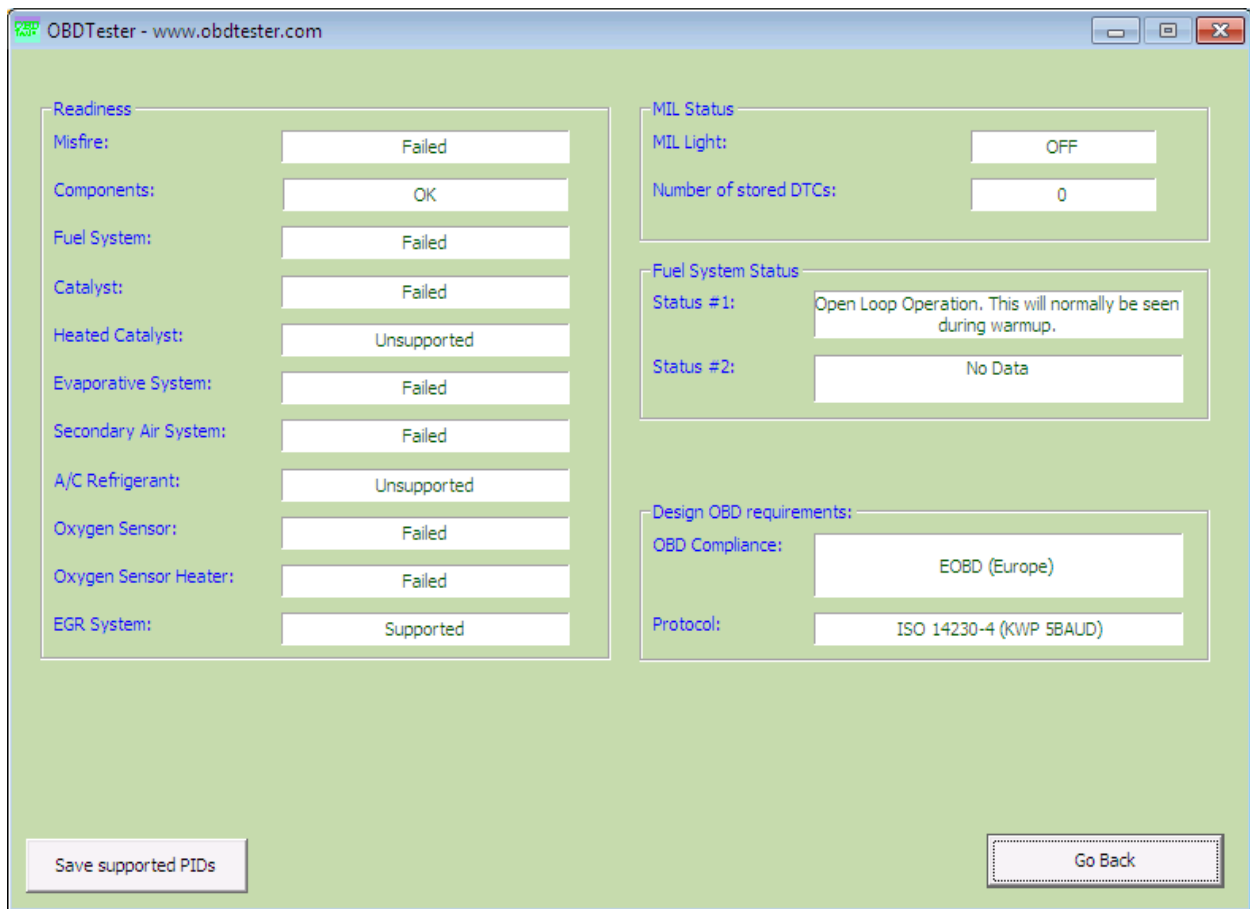 OBDTester - www.obdtester.com
Readiness
Misfire: Failed
Components: OK
Fuel System: Failed
Catalyst: Failed
Heated Catalyst: Unsupported
Evaporative System: Failed
Secondary Air System: Failed
A/C Refrigerant: Unsupported
Oxygen Sensor: Failed
Oxygen Sensor Heater: Failed
EGR System: Supported
MIL Status
MIL Light: OFF
Number of stored DTCs: 0
Fuel System Status
Status #1: Open Loop Operation. This will normally be seen
during warmup.
Status #2: No Data
Design OBD requirements:
OBD Compliance: EOBD (Europe)
Protocol: ISO 14230-4 (KWP 5BAUD)
Save supported PIDs
Go Back